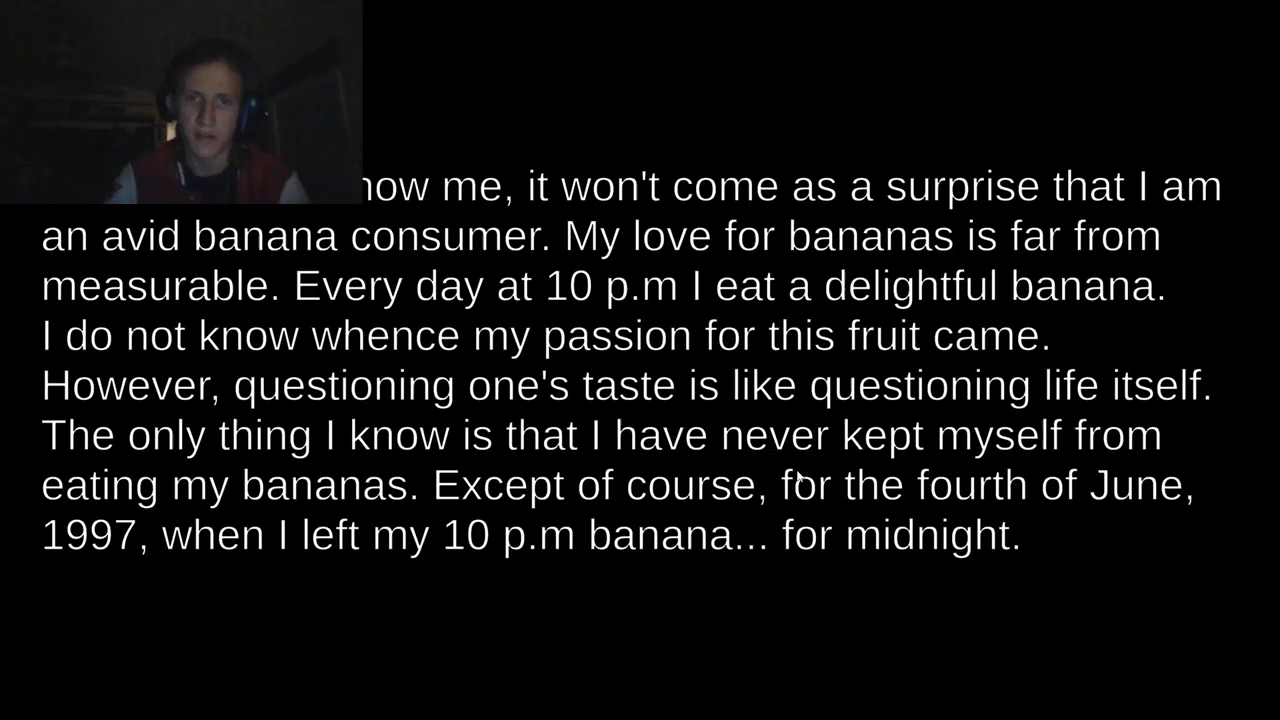 me, it won't come as a surprise that I am
an avid banana consumer. My love for bananas is far from
measurable. Every day at 10 p.m I eat a delightful banana.
I do not know whence my passion for this fruit came.
However, questioning one's taste is like questioning life itself.
The only thing I know is that I have never kept myself from
eating my bananas. Except of course, for the fourth of June,
1997, when I left my 10 p.m banana... for midnight.